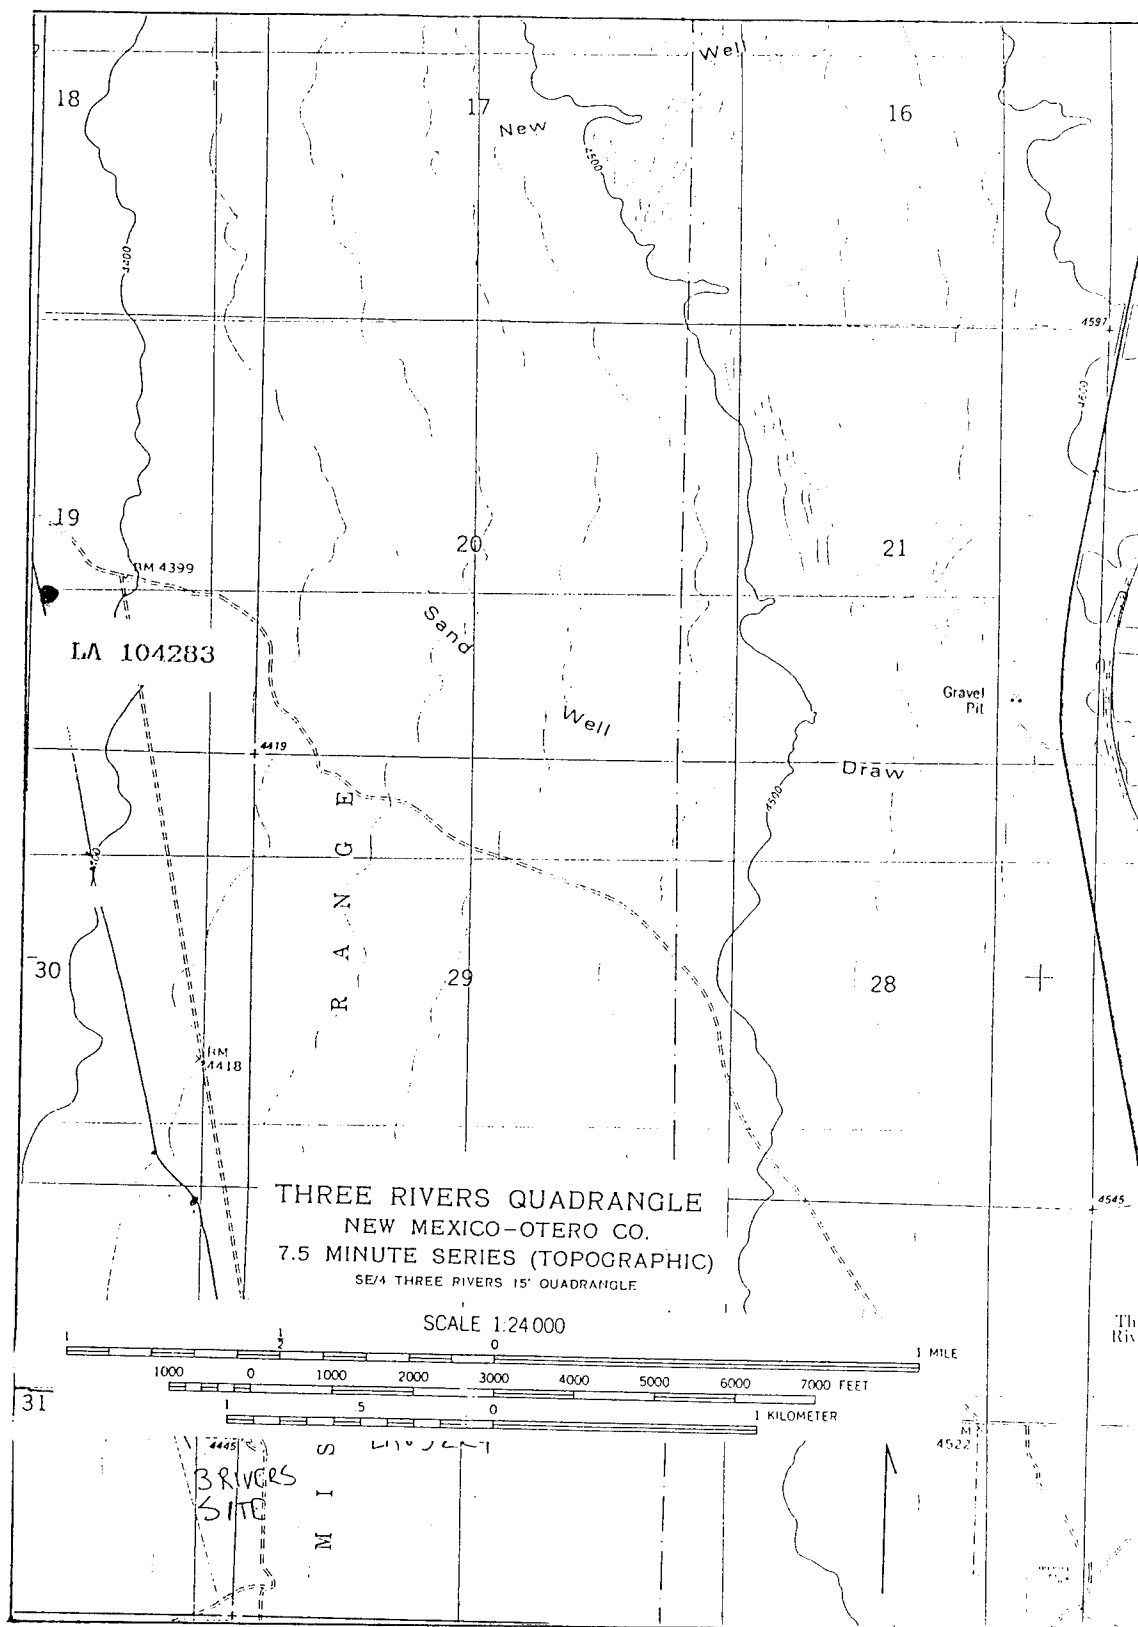 Well
18
17
16
New
4500
4400
4597
4600
19
BM 4399
20
21
Sand
LA 104283
Gravel
Pit
Well
4419
Draw
4500
RANGE
30
29
28
BM
4418
THREE RIVERS QUADRANGLE
NEW MEXICO-OTERO CO.
4545
7.5 MINUTE SERIES (TOPOGRAPHIC)
SE/4 THREE RIVERS 15' QUADRANGLE
SCALE 1:24 000
Th
Riv
1 1/2 0 1 MILE
1000 0 1000 2000 3000 4000 5000 6000 7000 FEET
31
1 .5 0 1 KILOMETER
M
4522
4445
3 RIVERS
SITE
MIS